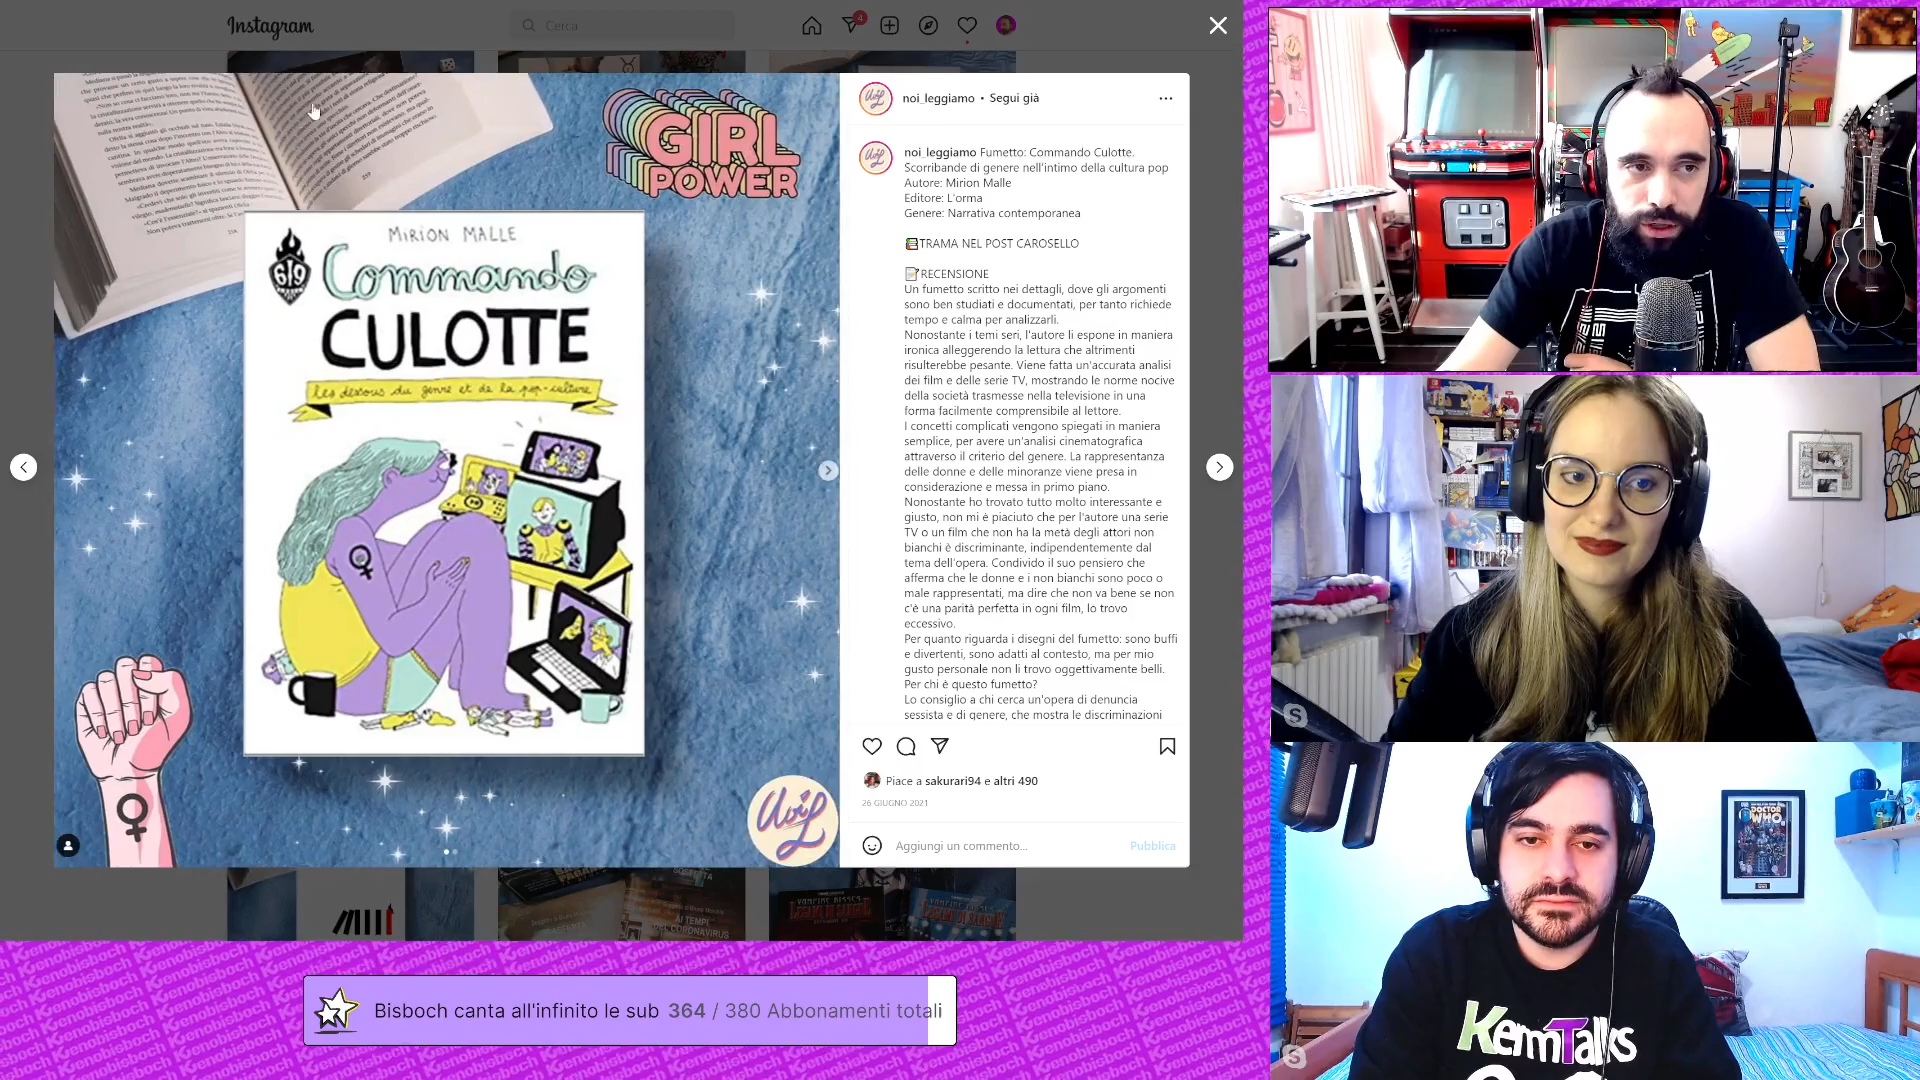 Instagram
Cerca
4
noi_leggiamo • Segui già
noi_leggiamo Fumetto: Commando Culotte.
Scorribande di genere nell'intimo della cultura pop
Autore: Mirion Malle
Editore: L'orma
Genere: Narrativa contemporanea
TRAMA NEL POST CAROSELLO
RECENSIONE
Un fumetto scritto nei dettagli, dove gli argomenti
sono ben studiati e documentati, per tanto richiede
tempo e calma per analizzarli.
Nonostante i temi seri, l'autore li espone in maniera
ironica alleggerendo la lettura che altrimenti
risulterebbe pesante. Viene fatta un'accurata analisi
dei film e delle serie TV, mostrando le norme nocive
della società trasmesse nella televisione in una
forma facilmente comprensibile al lettore.
I concetti complicati vengono spiegati in maniera
semplice, per avere un'analisi cinematografica
attraverso il criterio del genere. La rappresentanza
delle donne e delle minoranze viene presa in
considerazione e messa in primo piano.
Nonostante ho trovato tutto molto interessante e
giusto, non mi è piaciuto che per l'autore una serie
TV o un film che non ha la metà degli attori non
bianchi è discriminante, indipendentemente dal
tema dell'opera. Condivido il suo pensiero che
afferma che le donne e i non bianchi sono poco o
male rappresentati, ma dire che non va bene se non
c'è una parità perfetta in ogni film, lo trovo
eccessivo.
Per quanto riguarda i disegni del fumetto: sono buffi
e divertenti, sono adatti al contesto, ma per mio
gusto personale non li trovo oggettivamente belli.
Per chi è questo fumetto?
Lo consiglio a chi cerca un'opera di denuncia
sessista e di genere, che mostra le discriminazioni
Piace a sakurari94 e altri 490
26 GIUGNO 2021
Aggiungi un commento...
Pubblica
GIRL
POWER
MIRION MALLE
619
Commando
CULOTTE
les dessous du genre et de la pop-culture
NoiL
AI TEMPI
DEL CORONAVIRUS
VAMPIRE KISSES
VAMPIRE KISSES
Bisboch canta all'infinito le sub 364 / 380 Abbonamenti totali
Kenobisboch
DOCTOR
WHO
KemTalks